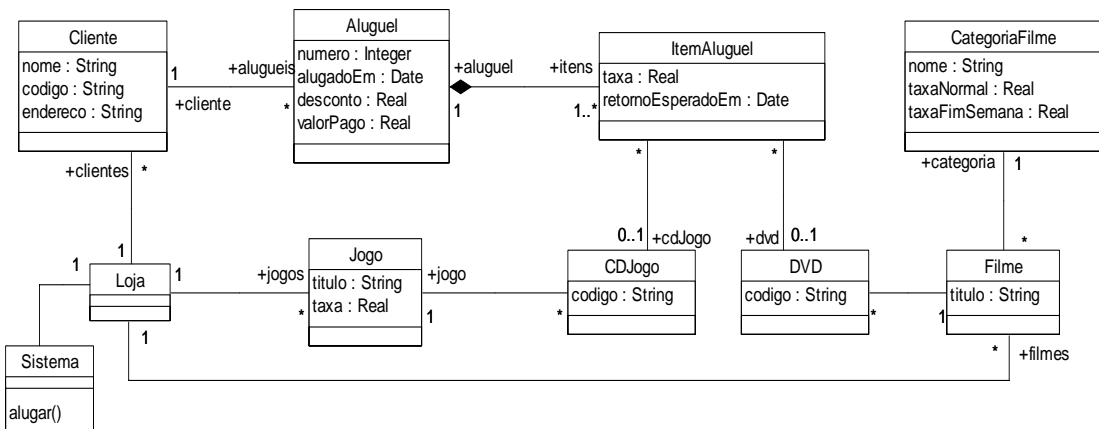 Cliente
nome : String
codigo : String
endereco : String
1
+cliente
+alugueis
*
Aluguel
numero : Integer
alugadoEm : Date
desconto : Real
valorPago : Real
+aluguel
1
+itens
1..*
ItemAluguel
taxa : Real
retornoEsperadoEm : Date
*
*
CategoriaFilme
nome : String
taxaNormal : Real
taxaFimSemana : Real
+categoria
1
+clientes
*
1
0..1
+cdJogo
+dvd
0..1
*
1
Loja
1
+jogos
*
Jogo
titulo : String
taxa : Real
+jogo
1
*
CDJogo
codigo : String
DVD
codigo : String
*
1
Filme
titulo : String
1
*
+filmes
Sistema
alugar()